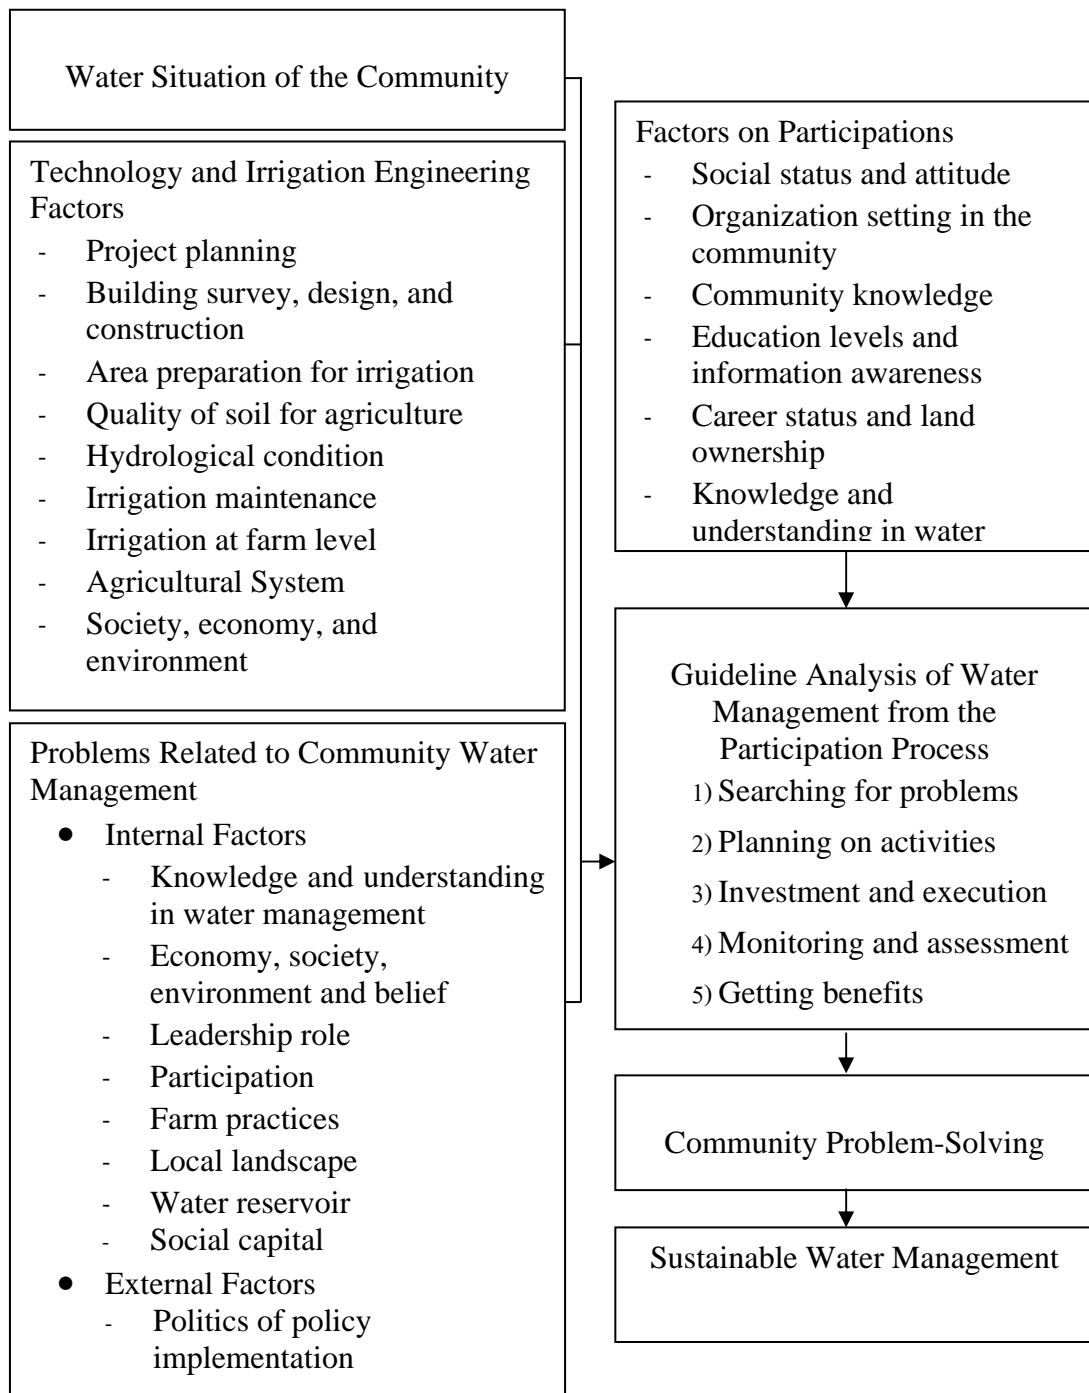 Water Situation of the Community
Technology and Irrigation Engineering
Factors
- Project planning
- Building survey, design, and
construction
- Area preparation for irrigation
- Quality of soil for agriculture
- Hydrological condition
- Irrigation maintenance
- Irrigation at farm level
- Agricultural System
- Society, economy, and
environment
Problems Related to Community Water
Management
● Internal Factors
- Knowledge and understanding
in water management
- Economy, society,
environment and belief
- Leadership role
- Participation
- Farm practices
- Local landscape
- Water reservoir
- Social capital
● External Factors
- Politics of policy
implementation
Factors on Participations
- Social status and attitude
- Organization setting in the
community
- Community knowledge
- Education levels and
information awareness
- Career status and land
ownership
- Knowledge and
understanding in water
Guideline Analysis of Water
Management from the
Participation Process
1) Searching for problems
2) Planning on activities
3) Investment and execution
4) Monitoring and assessment
5) Getting benefits
Community Problem-Solving
Sustainable Water Management